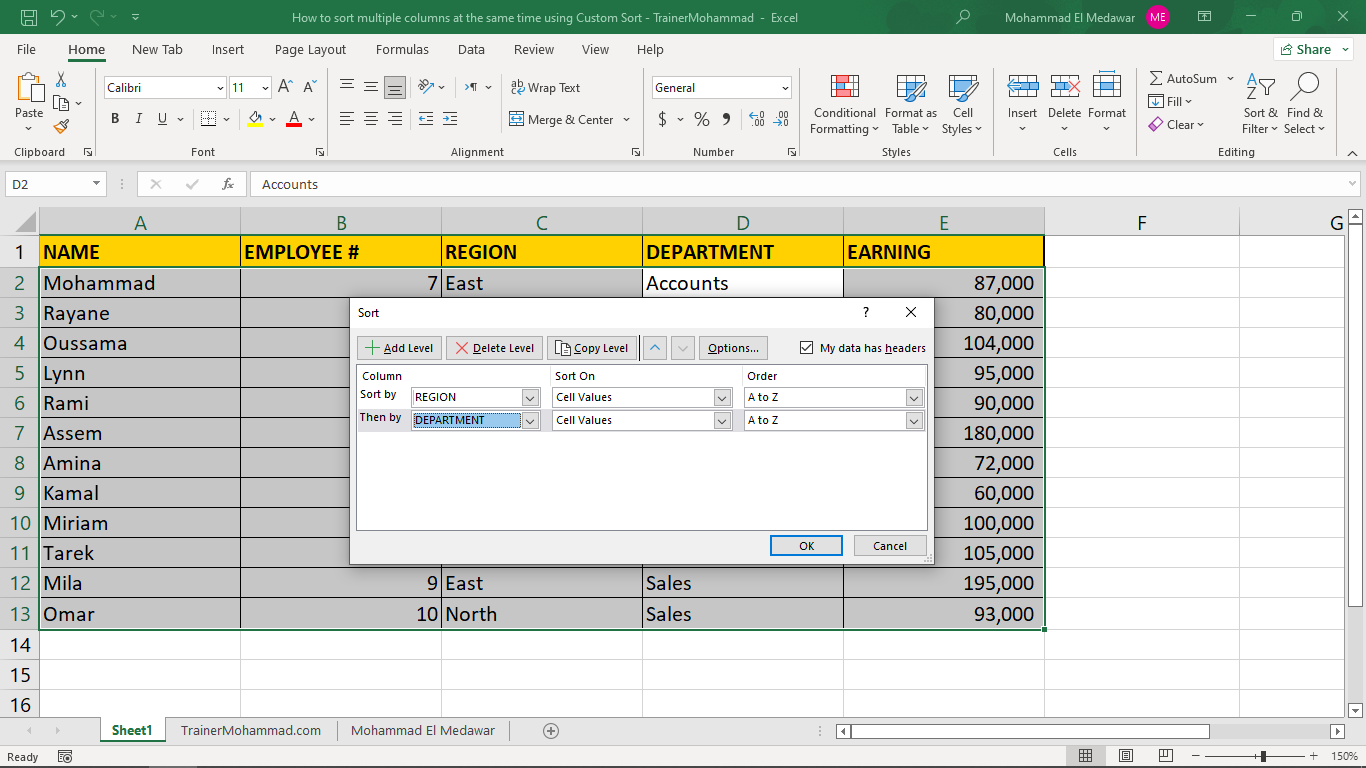 How to sort multiple columns at the same time using Custom Sort - TrainerMohammad - Excel
Mohammad El Medawar ME
File Home New Tab Insert Page Layout Formulas Data Review View Help Share
Paste
Calibri 11
B I U A
Wrap Text
Merge & Center
General
$ % 9
Conditional Formatting
Format as Table
Cell Styles
Insert Delete Format
AutoSum
Fill
Clear
Sort & Filter
Find & Select
Clipboard Font Alignment Number Styles Cells Editing
D2 fx Accounts
A B C D E F G
1 NAME EMPLOYEE # REGION DEPARTMENT EARNING
2 Mohammad 7 East Accounts 87,000
3 Rayane 80,000
4 Oussama 104,000
5 Lynn 95,000
6 Rami 90,000
7 Assem 180,000
8 Amina 72,000
9 Kamal 60,000
10 Miriam 100,000
11 Tarek 105,000
12 Mila 9 East Sales 195,000
13 Omar 10 North Sales 93,000
14
15
16
Sort ?
Add Level Delete Level Copy Level Options... My data has headers
Column Sort On Order
Sort by REGION Cell Values A to Z
Then by DEPARTMENT Cell Values A to Z
OK Cancel
Sheet1 TrainerMohammad.com Mohammad El Medawar
Ready 150%